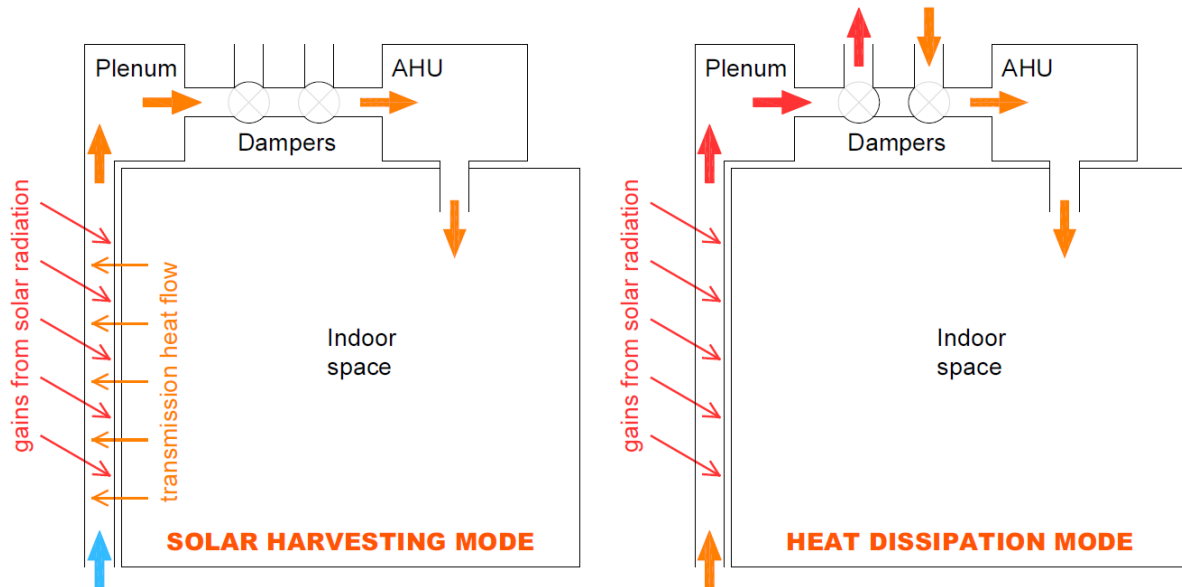 Plenum
AHU
Dampers
gains from solar radiation
transmission heat flow
Indoor
space
SOLAR HARVESTING MODE
Plenum
AHU
Dampers
gains from solar radiation
Indoor
space
HEAT DISSIPATION MODE